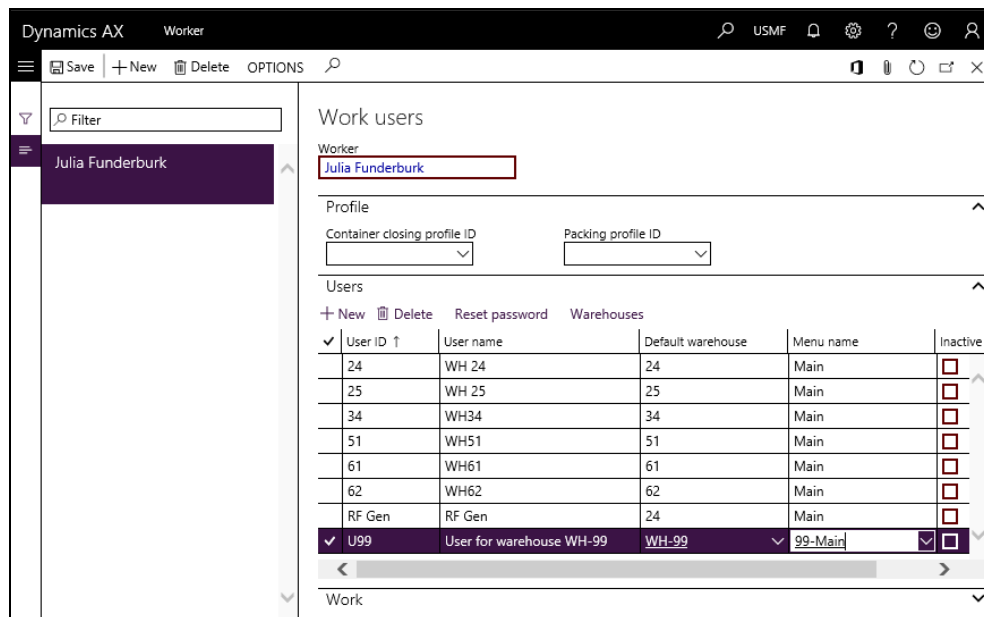 Dynamics AX Worker USMF
Save New Delete OPTIONS
Filter
Julia Funderburk
Work users
Worker
Julia Funderburk
Profile
Container closing profile ID Packing profile ID
Users
New Delete Reset password Warehouses
User ID ↑ User name Default warehouse Menu name Inactive
24 WH 24 24 Main
25 WH 25 25 Main
34 WH34 34 Main
51 WH51 51 Main
61 WH61 61 Main
62 WH62 62 Main
RF Gen RF Gen 24 Main
U99 User for warehouse WH-99 WH-99 99-Main
Work